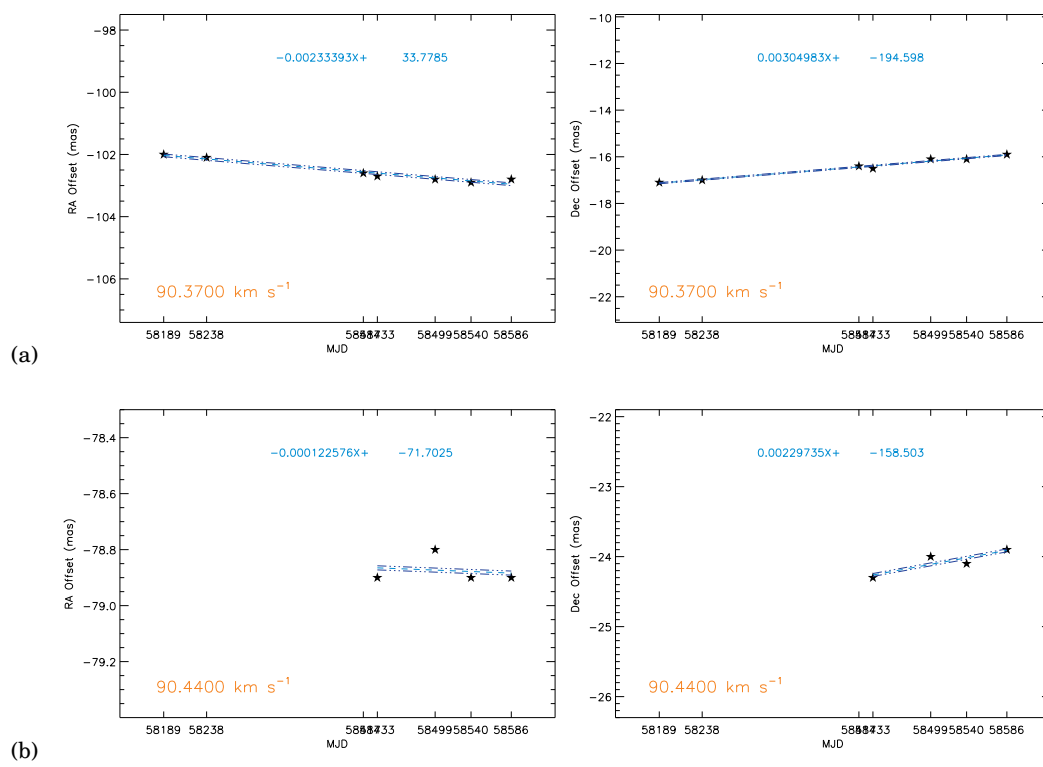 −98
−100
−102
−104
−106
RA Offset (mas)
−0.00233393X+ 33.7785
90.3700 km s⁻¹
58189 58238 58499 58540 58586
MJD
−10
−12
−14
−16
−18
−20
−22
Dec Offset (mas)
0.00304983X+ −194.598
90.3700 km s⁻¹
58189 58238 58499 58540 58586
MJD
(a)
−78.4
−78.6
−78.8
−79.0
−79.2
RA Offset (mas)
−0.000122576X+ −71.7025
90.4400 km s⁻¹
58189 58238 58499 58540 58586
MJD
−22
−23
−24
−25
−26
Dec Offset (mas)
0.00229735X+ −158.503
90.4400 km s⁻¹
58189 58238 58499 58540 58586
MJD
(b)